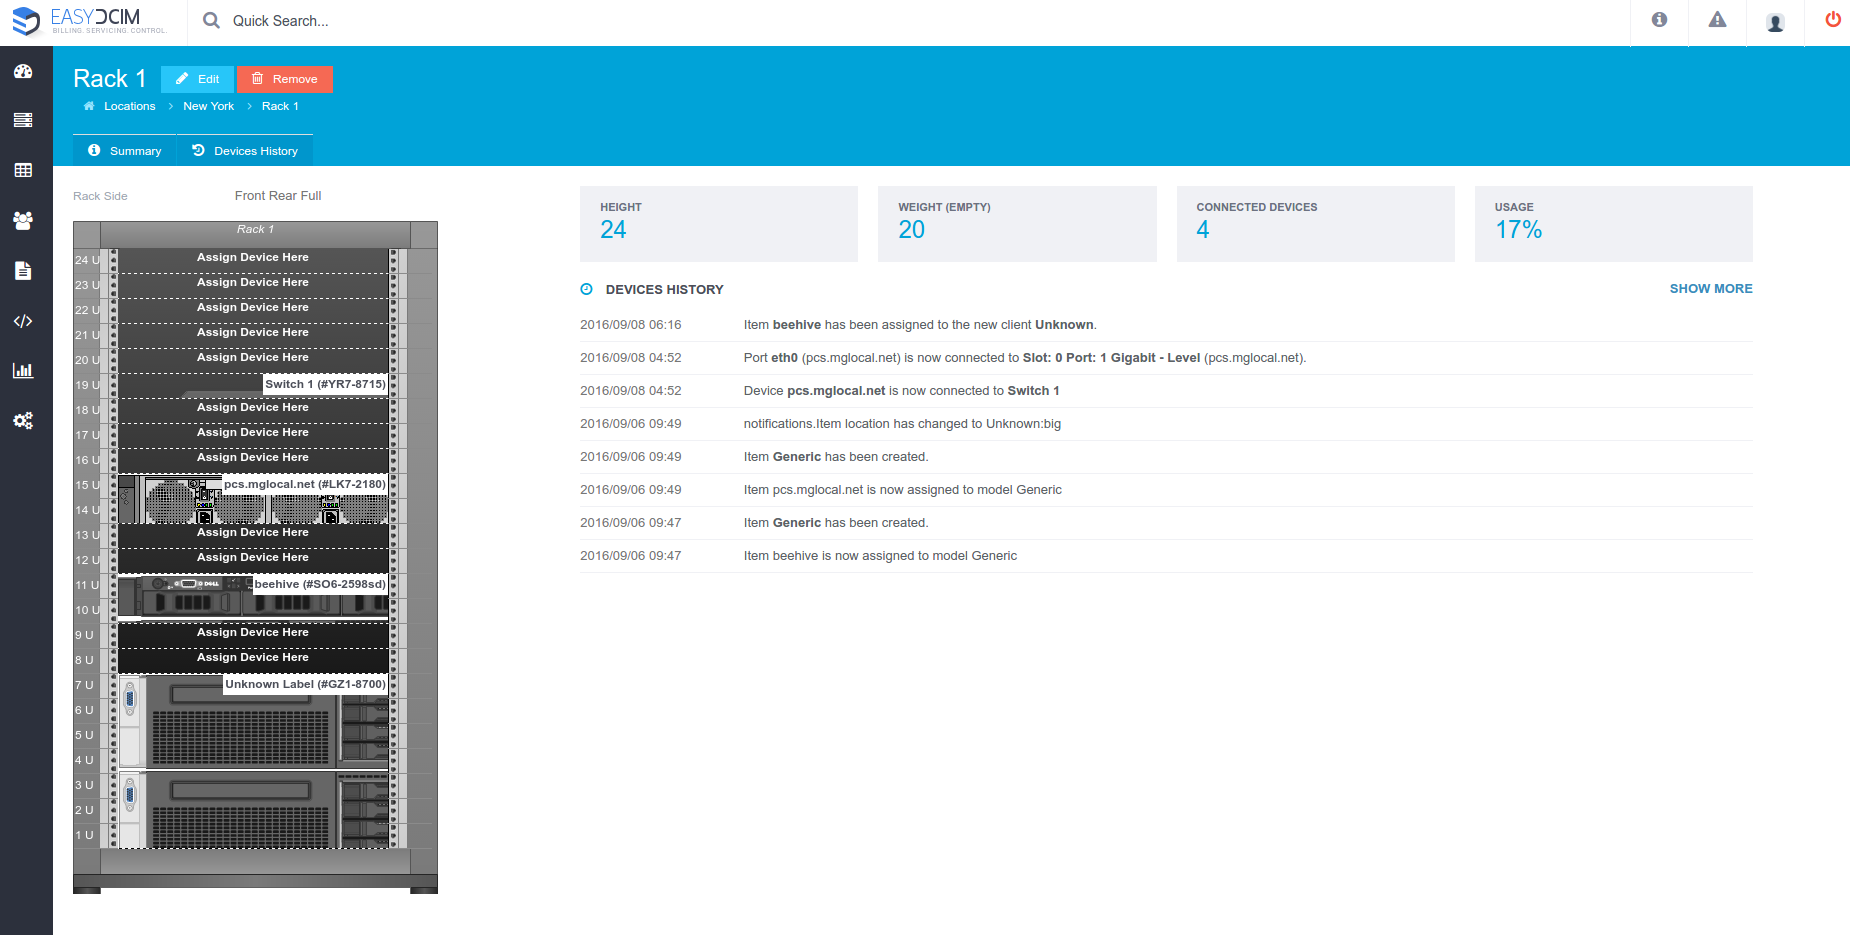 EASYDCIM
BILLING. SERVICING. CONTROL.
Quick Search...
Rack 1
Edit
Remove
Locations
New York
Rack 1
Summary
Devices History
Rack Side
Front Rear Full
Rack 1
24 U Assign Device Here
23 U Assign Device Here
22 U Assign Device Here
21 U Assign Device Here
20 U Assign Device Here
19 U Switch 1 (#YR7-8715)
18 U Assign Device Here
17 U Assign Device Here
16 U Assign Device Here
15 U pcs.mglocal.net (#LK7-2180)
14 U
13 U Assign Device Here
12 U Assign Device Here
11 U DELL beehive (#SO6-2598sd)
10 U
9 U Assign Device Here
8 U Assign Device Here
7 U Unknown Label (#GZ1-8700)
6 U
5 U
4 U
3 U
2 U
1 U
HEIGHT
24
WEIGHT (EMPTY)
20
CONNECTED DEVICES
4
USAGE
17%
DEVICES HISTORY
SHOW MORE
2016/09/08 06:16 Item beehive has been assigned to the new client Unknown.
2016/09/08 04:52 Port eth0 (pcs.mglocal.net) is now connected to Slot: 0 Port: 1 Gigabit - Level (pcs.mglocal.net).
2016/09/08 04:52 Device pcs.mglocal.net is now connected to Switch 1
2016/09/06 09:49 notifications.Item location has changed to Unknown:big
2016/09/06 09:49 Item Generic has been created.
2016/09/06 09:49 Item pcs.mglocal.net is now assigned to model Generic
2016/09/06 09:47 Item Generic has been created.
2016/09/06 09:47 Item beehive is now assigned to model Generic